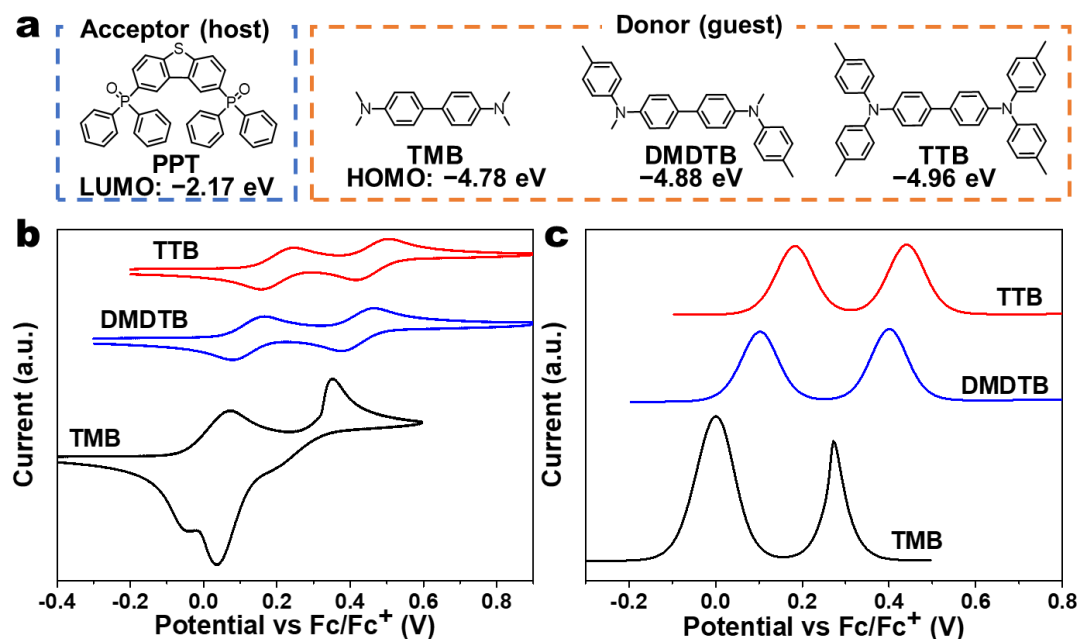 a
Acceptor (host)
S
O
P
P
O
PPT
LUMO: −2.17 eV
Donor (guest)
N
N
TMB
HOMO: −4.78 eV
N
N
DMDTB
−4.88 eV
N
N
TTB
−4.96 eV
b
TTB
DMDTB
TMB
Current (a.u.)
-0.4 -0.2 0.0 0.2 0.4 0.6 0.8
Potential vs Fc/Fc+ (V)
c
TTB
DMDTB
TMB
Current (a.u.)
-0.2 0.0 0.2 0.4 0.6 0.8
Potential vs Fc/Fc+ (V)